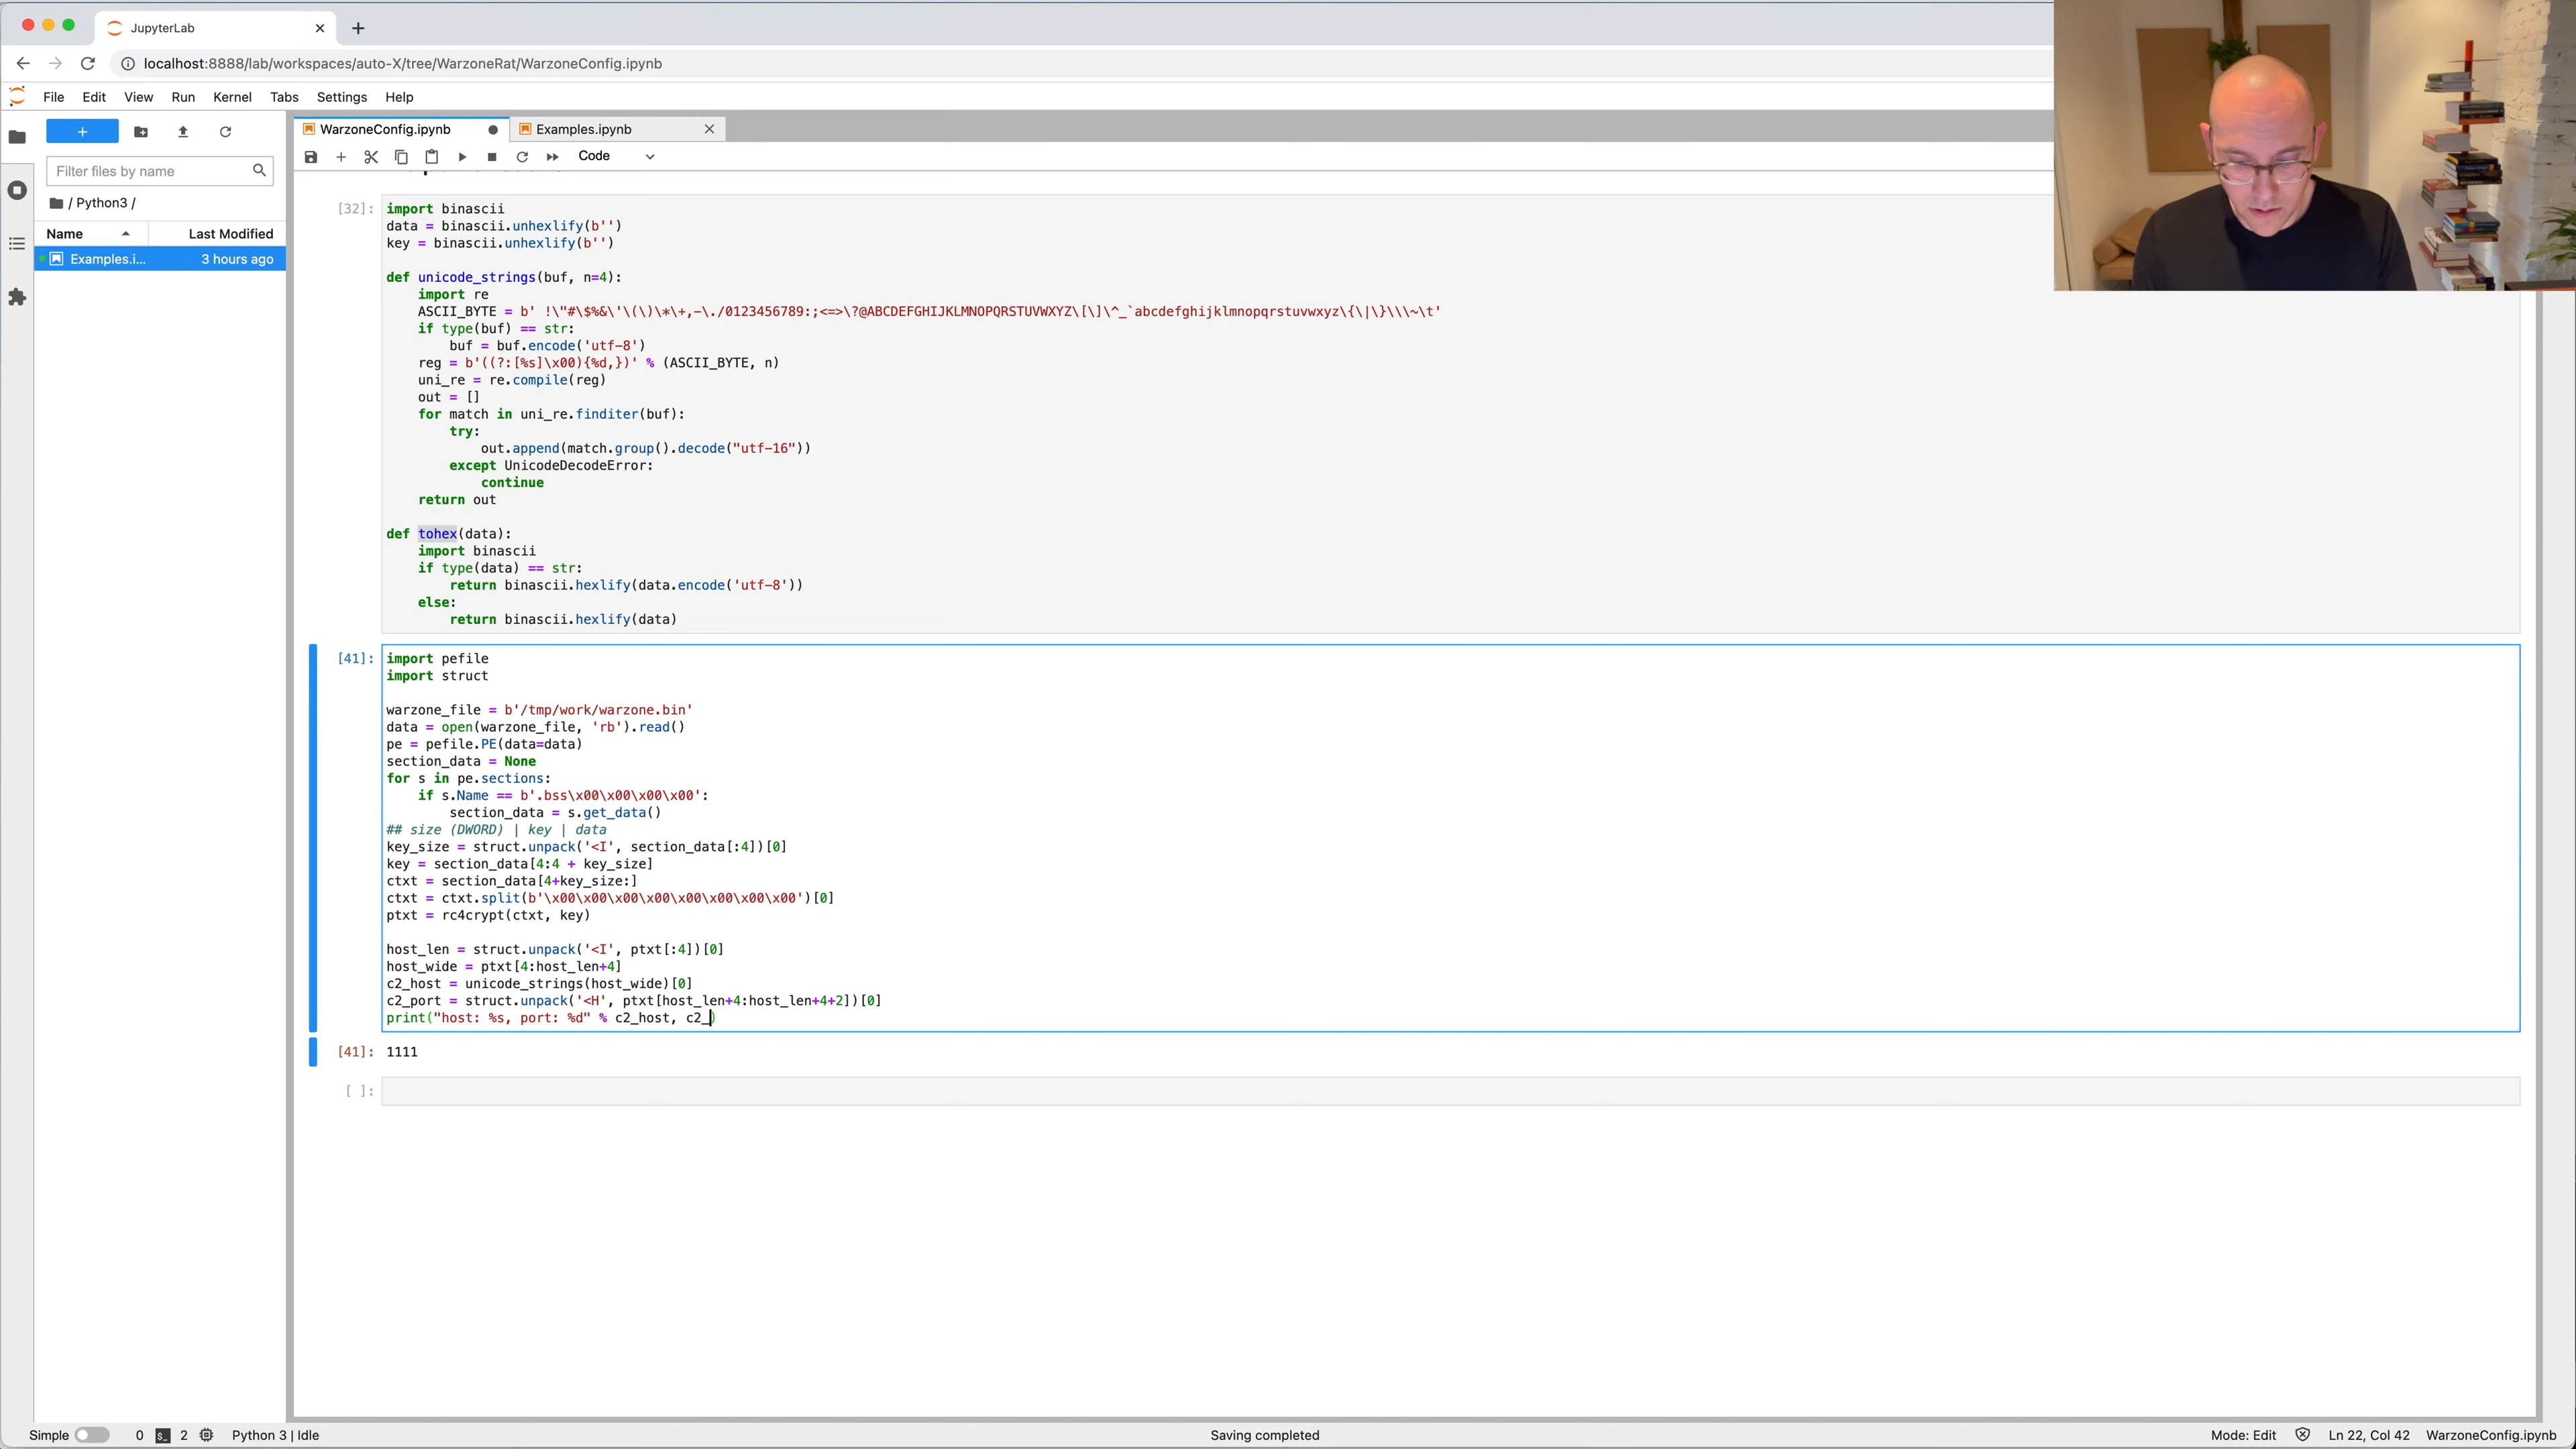 JupyterLab
localhost:8888/lab/workspaces/auto-X/tree/WarzoneRat/WarzoneConfig.ipynb
File Edit View Run Kernel Tabs Settings Help
WarzoneConfig.ipynb Examples.ipynb
Code
Filter files by name
/ Python3 /
Name Last Modified
Examples.i... 3 hours ago
[32]: import binascii
data = binascii.unhexlify(b'')
key = binascii.unhexlify(b'')
def unicode_strings(buf, n=4):
import re
ASCII_BYTE = b' !\"#\$%&\'\(\)\*\+,-\./0123456789:;<=>\?@ABCDEFGHIJKLMNOPQRSTUVWXYZ\[\]\^_`abcdefghijklmnopqrstuvwxyz\{\|\}\\\~\t'
if type(buf) == str:
buf = buf.encode('utf-8')
reg = b'((?:[%s]\x00){%d,})' % (ASCII_BYTE, n)
uni_re = re.compile(reg)
out = []
for match in uni_re.finditer(buf):
try:
out.append(match.group().decode("utf-16"))
except UnicodeDecodeError:
continue
return out
def tohex(data):
import binascii
if type(data) == str:
return binascii.hexlify(data.encode('utf-8'))
else:
return binascii.hexlify(data)
[41]: import pefile
import struct
warzone_file = b'/tmp/work/warzone.bin'
data = open(warzone_file, 'rb').read()
pe = pefile.PE(data=data)
section_data = None
for s in pe.sections:
if s.Name == b'.bss\x00\x00\x00\x00':
section_data = s.get_data()
## size (DWORD) | key | data
key_size = struct.unpack('<I', section_data[:4])[0]
key = section_data[4:4 + key_size]
ctxt = section_data[4+key_size:]
ctxt = ctxt.split(b'\x00\x00\x00\x00\x00\x00\x00\x00')[0]
ptxt = rc4crypt(ctxt, key)
host_len = struct.unpack('<I', ptxt[:4])[0]
host_wide = ptxt[4:host_len+4]
c2_host = unicode_strings(host_wide)[0]
c2_port = struct.unpack('<H', ptxt[host_len+4:host_len+4+2])[0]
print("host: %s, port: %d" % c2_host, c2_)
[41]: 1111
[ ]:
Simple 0 2 Python 3 | Idle Saving completed Mode: Edit Ln 22, Col 42 WarzoneConfig.ipynb